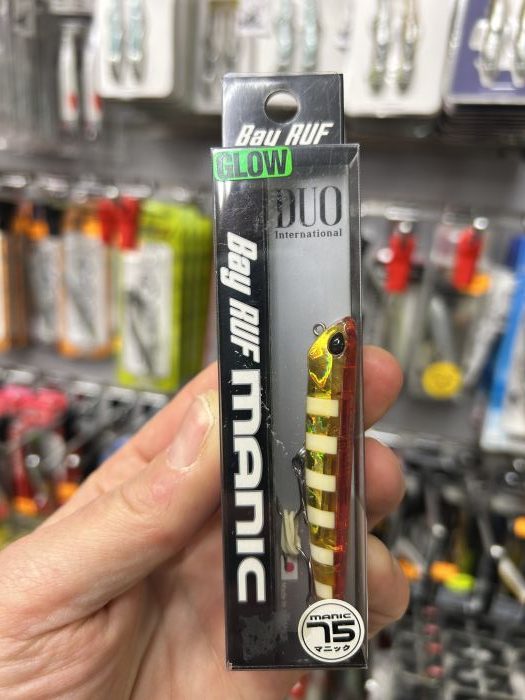 Bay RUF
GLOW
DUO
International
Bay RUF MANIC
MANIC
75
マニック